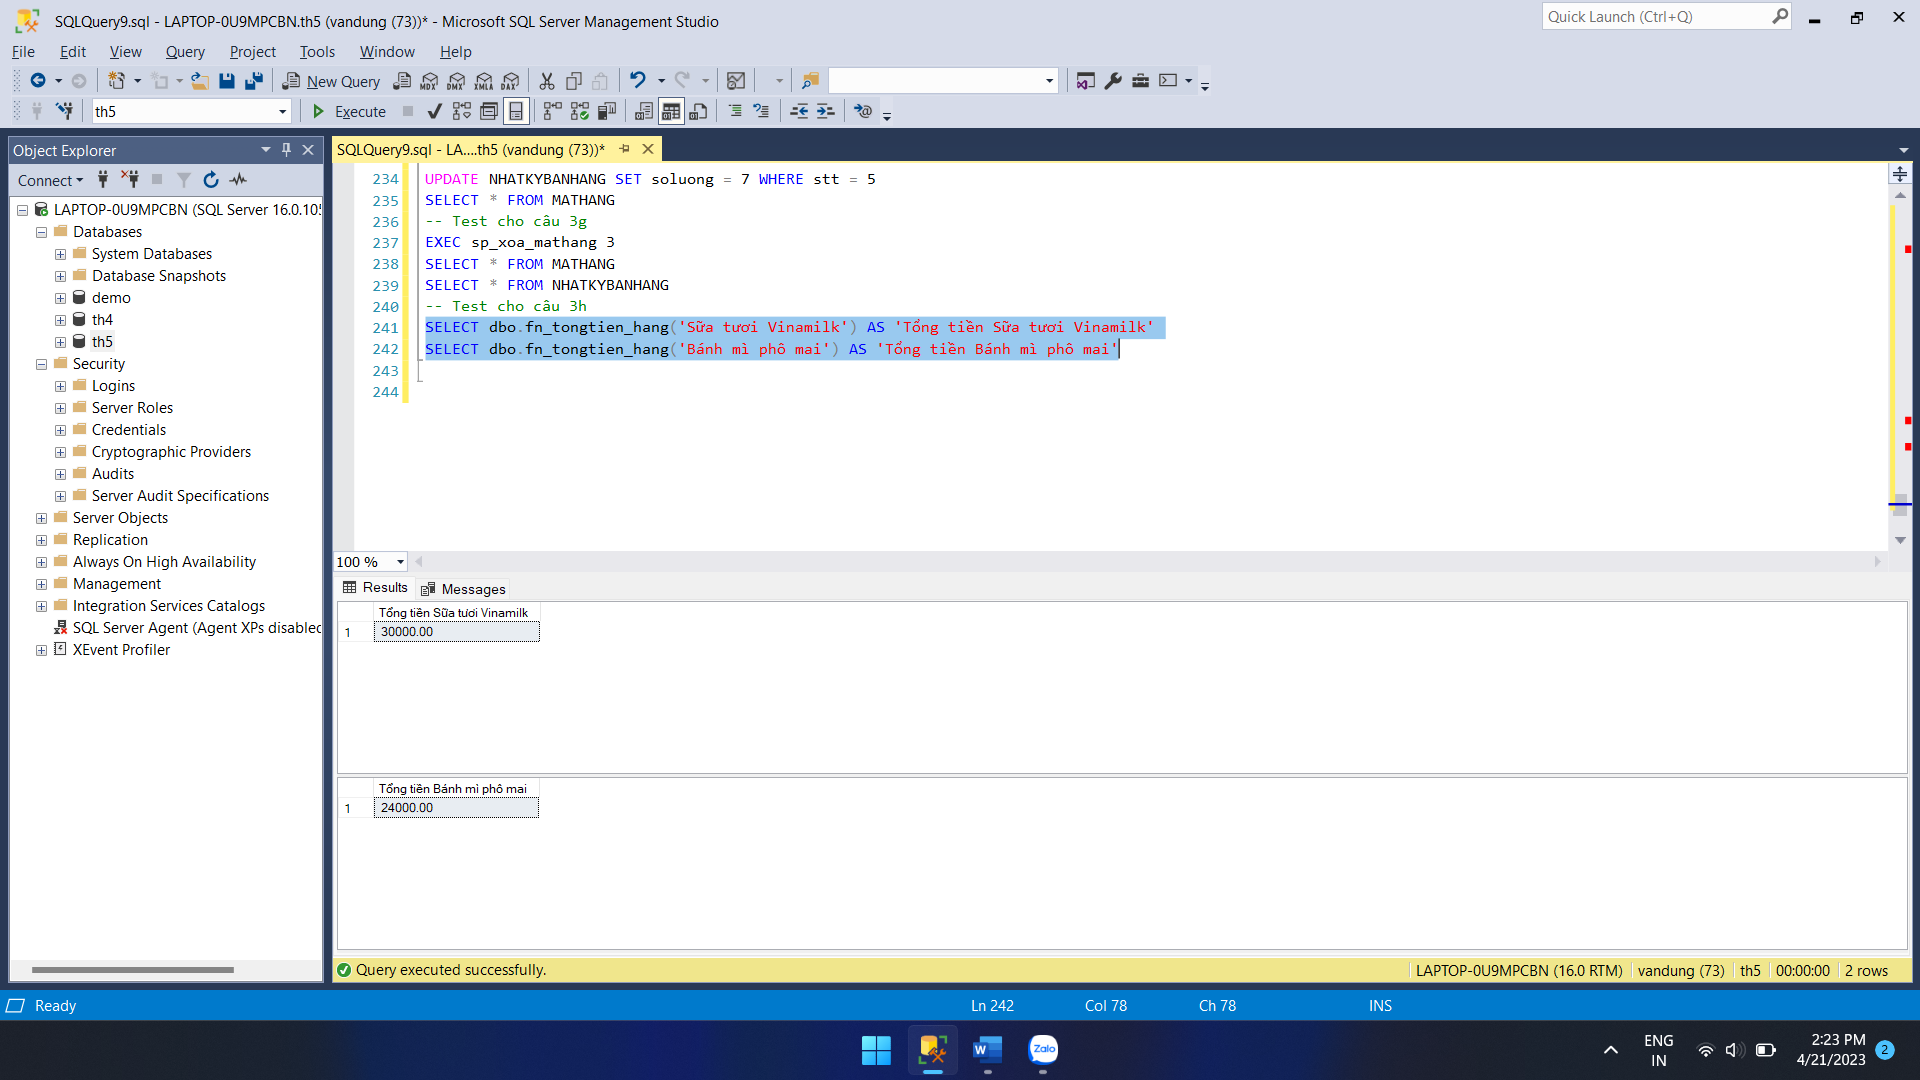 SQLQuery9.sql - LAPTOP-0U9MPCBN.th5 (vandung (73))* - Microsoft SQL Server Management Studio
Quick Launch (Ctrl+Q)
File Edit View Query Project Tools Window Help
New Query MDX DMX XMLA DAX
th5 Execute
Object Explorer
Connect
LAPTOP-0U9MPCBN (SQL Server 16.0.105
Databases
System Databases
Database Snapshots
demo
th4
th5
Security
Logins
Server Roles
Credentials
Cryptographic Providers
Audits
Server Audit Specifications
Server Objects
Replication
Always On High Availability
Management
Integration Services Catalogs
SQL Server Agent (Agent XPs disabled
XEvent Profiler
SQLQuery9.sql - LA....th5 (vandung (73))*
234 UPDATE NHATKYBANHANG SET soluong = 7 WHERE stt = 5
235 SELECT * FROM MATHANG
236 -- Test cho câu 3g
237 EXEC sp_xoa_mathang 3
238 SELECT * FROM MATHANG
239 SELECT * FROM NHATKYBANHANG
240 -- Test cho câu 3h
241 SELECT dbo.fn_tongtien_hang('Sữa tươi Vinamilk') AS 'Tổng tiền Sữa tươi Vinamilk'
242 SELECT dbo.fn_tongtien_hang('Bánh mì phô mai') AS 'Tổng tiền Bánh mì phô mai'
243
244
100 %
Results Messages
Tổng tiền Sữa tươi Vinamilk
1 30000.00
Tổng tiền Bánh mì phô mai
1 24000.00
Query executed successfully. LAPTOP-0U9MPCBN (16.0 RTM) vandung (73) th5 00:00:00 2 rows
Ready Ln 242 Col 78 Ch 78 INS
W Zalo
ENG
IN
2:23 PM
4/21/2023
2